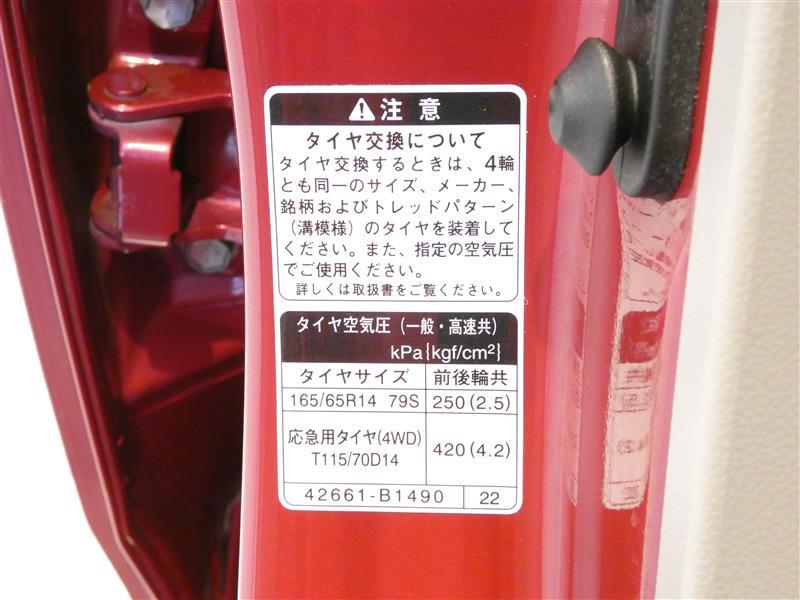 注意
タイヤ交換について
タイヤ交換するときは、4輪
とも同一のサイズ、メーカー、
銘柄およびトレッドパターン
(溝模様)のタイヤを装着して
ください。また、指定の空気圧
でご使用ください。
詳しくは取扱書をご覧ください。
タイヤ空気圧(一般・高速共)
kPa{kgf/cm²}
タイヤサイズ 前後輪共
165/65R14 79S 250(2.5)
応急用タイヤ(4WD)
T115/70D14 420(4.2)
42661-B1490 22